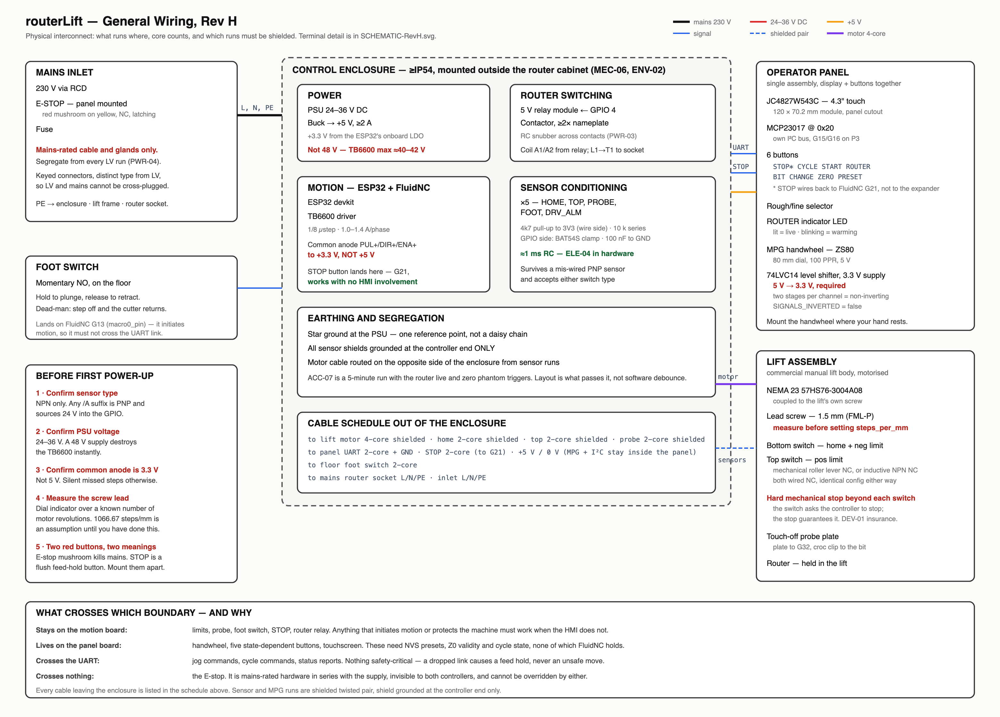 routerLift — General Wiring, Rev H
Physical interconnect: what runs where, core counts, and which runs must be shielded. Terminal detail is in SCHEMATIC-RevH.svg.
mains 230 V
24–36 V DC
+5 V
signal
shielded pair
motor 4-core
MAINS INLET
230 V via RCD
E-STOP — panel mounted
red mushroom on yellow, NC, latching
Fuse
Mains-rated cable and glands only.
Segregate from every LV run (PWR-04).
Keyed connectors, distinct type from LV,
so LV and mains cannot be cross-plugged.
PE → enclosure · lift frame · router socket.
L, N, PE
FOOT SWITCH
Momentary NO, on the floor
Hold to plunge, release to retract.
Dead-man: step off and the cutter returns.
Lands on FluidNC G13 (macro0_pin) — it initiates
motion, so it must not cross the UART link.
BEFORE FIRST POWER-UP
1 · Confirm sensor type
NPN only. Any /A suffix is PNP and
sources 24 V into the GPIO.
2 · Confirm PSU voltage
24–36 V. A 48 V supply destroys
the TB6600 instantly.
3 · Confirm common anode is 3.3 V
Not 5 V. Silent missed steps otherwise.
4 · Measure the screw lead
Dial indicator over a known number of
motor revolutions. 1066.67 steps/mm is
an assumption until you have done this.
5 · Two red buttons, two meanings
E-stop mushroom kills mains. STOP is a
flush feed-hold button. Mount them apart.
CONTROL ENCLOSURE — ≥IP54, mounted outside the router cabinet (MEC-06, ENV-02)
POWER
PSU 24–36 V DC
Buck → +5 V, ≥2 A
+3.3 V from the ESP32's onboard LDO
Not 48 V — TB6600 max ≈40–42 V
ROUTER SWITCHING
5 V relay module ← GPIO 4
Contactor, ≥2× nameplate
RC snubber across contacts (PWR-03)
Coil A1/A2 from relay; L1→T1 to socket
MOTION — ESP32 + FluidNC
ESP32 devkit
TB6600 driver
1/8 µstep · 1.0–1.4 A/phase
Common anode PUL+/DIR+/ENA+
to +3.3 V, NOT +5 V
STOP button lands here — G21,
works with no HMI involvement
SENSOR CONDITIONING
×5 — HOME, TOP, PROBE,
FOOT, DRV_ALM
4k7 pull-up to 3V3 (wire side) · 10 k series
GPIO side: BAT54S clamp · 100 nF to GND
≈1 ms RC — ELE-04 in hardware
Survives a mis-wired PNP sensor
and accepts either switch type
EARTHING AND SEGREGATION
Star ground at the PSU — one reference point, not a daisy chain
All sensor shields grounded at the controller end ONLY
Motor cable routed on the opposite side of the enclosure from sensor runs
ACC-07 is a 5-minute run with the router live and zero phantom triggers. Layout is what passes it, not software debounce.
CABLE SCHEDULE OUT OF THE ENCLOSURE
to lift motor 4-core shielded · home 2-core shielded · top 2-core shielded · probe 2-core shielded
to panel UART 2-core + GND · STOP 2-core (to G21) · +5 V / 0 V (MPG + I²C stay inside the panel)
to floor foot switch 2-core
to mains router socket L/N/PE · inlet L/N/PE
UART
STOP
motor
sensors
OPERATOR PANEL
single assembly, display + buttons together
JC4827W543C — 4.3" touch
120 × 70.2 mm module, panel cutout
MCP23017 @ 0x20
own I²C bus, G15/G16 on P3
6 buttons
STOP* CYCLE START ROUTER
BIT CHANGE ZERO PRESET
* STOP wires back to FluidNC G21, not to the expander
Rough/fine selector
ROUTER indicator LED
lit = live · blinking = warming
MPG handwheel — ZS80
80 mm dial, 100 PPR, 5 V
74LVC14 level shifter, 3.3 V supply
5 V → 3.3 V, required
two stages per channel = non-inverting
SIGNALS_INVERTED = false
Mount the handwheel where your hand rests.
LIFT ASSEMBLY
commercial manual lift body, motorised
NEMA 23 57HS76-3004A08
coupled to the lift's own screw
Lead screw — 1.5 mm (FML-P)
measure before setting steps_per_mm
Bottom switch — home + neg limit
Top switch — pos limit
mechanical roller lever NC, or inductive NPN NC
both wired NC, identical config either way
Hard mechanical stop beyond each switch
the switch asks the controller to stop;
the stop guarantees it. DEV-01 insurance.
Touch-off probe plate
plate to G32, croc clip to the bit
Router — held in the lift
WHAT CROSSES WHICH BOUNDARY — AND WHY
Stays on the motion board: limits, probe, foot switch, STOP, router relay. Anything that initiates motion or protects the machine must work when the HMI does not.
Lives on the panel board: handwheel, five state-dependent buttons, touchscreen. These need NVS presets, Z0 validity and cycle state, none of which FluidNC holds.
Crosses the UART: jog commands, cycle commands, status reports. Nothing safety-critical — a dropped link causes a feed hold, never an unsafe move.
Crosses nothing: the E-stop. It is mains-rated hardware in series with the supply, invisible to both controllers, and cannot be overridden by either.
Every cable leaving the enclosure is listed in the schedule above. Sensor and MPG runs are shielded twisted pair, shield grounded at the controller end only.